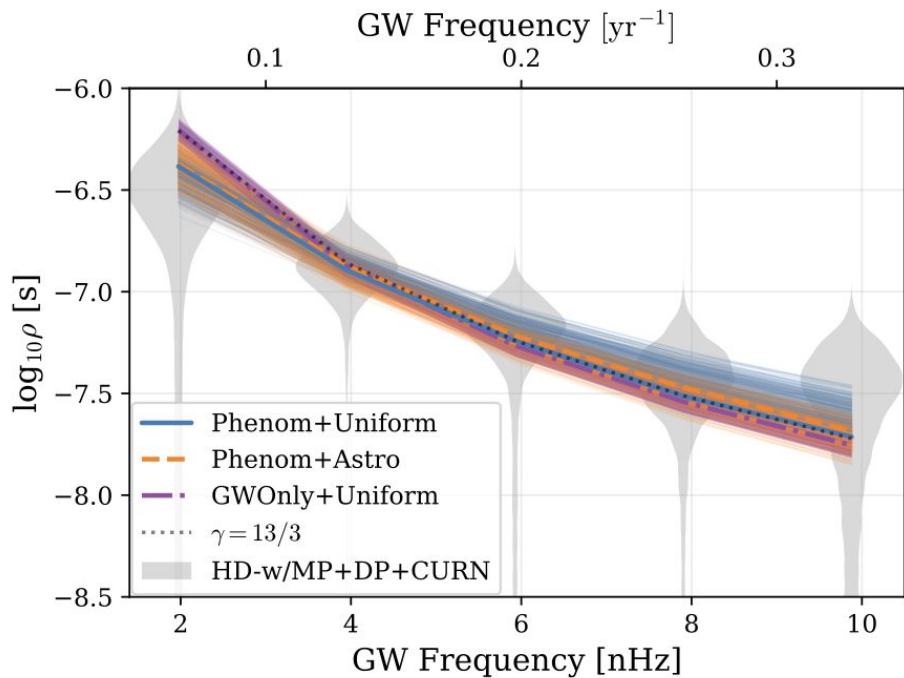 GW Frequency [yr⁻¹]
0.1 0.2 0.3
−6.0
−6.5
−7.0
−7.5
−8.0
−8.5
log₁₀ρ [s]
Phenom+Uniform
Phenom+Astro
GWOnly+Uniform
γ = 13/3
HD-w/MP+DP+CURN
2 4 6 8 10
GW Frequency [nHz]